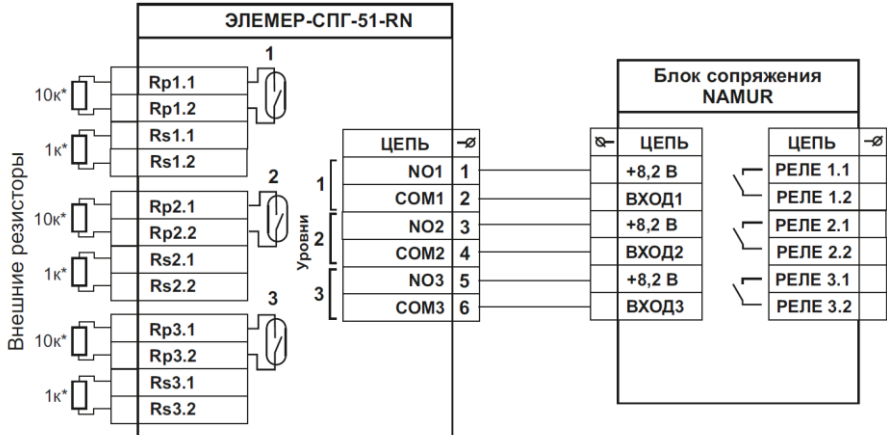 ЭЛЕМЕР-СПГ-51-RN
Внешние резисторы
10к*
1к*
Rp1.1
Rp1.2
Rs1.1
Rs1.2
1
10к*
1к*
Rp2.1
Rp2.2
Rs2.1
Rs2.2
2
10к*
1к*
Rp3.1
Rp3.2
Rs3.1
Rs3.2
3
Уровни
1
2
3
ЦЕПЬ
NO1 1
COM1 2
NO2 3
COM2 4
NO3 5
COM3 6
Блок сопряжения
NAMUR
ЦЕПЬ
+8,2 В
ВХОД1
+8,2 В
ВХОД2
+8,2 В
ВХОД3
ЦЕПЬ
РЕЛЕ 1.1
РЕЛЕ 1.2
РЕЛЕ 2.1
РЕЛЕ 2.2
РЕЛЕ 3.1
РЕЛЕ 3.2